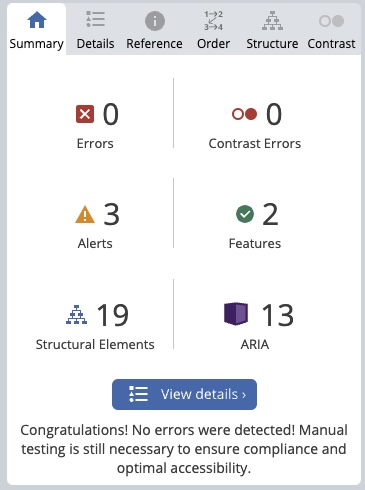 Summary Details Reference Order Structure Contrast
1→2
3→4
0 Errors
0 Contrast Errors
3 Alerts
2 Features
19 Structural Elements
13 ARIA
View details ›
Congratulations! No errors were detected! Manual
testing is still necessary to ensure compliance and
optimal accessibility.